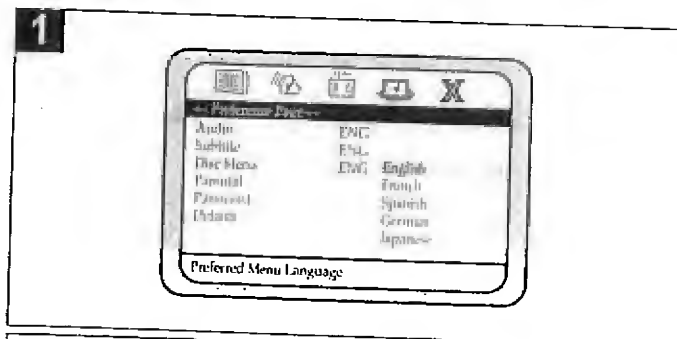 1
Preference Page
Audio ENG
Subtitle ENG
Disc Menu ENG English
Parental French
Password Spanish
Default German
Japanese
Preferred Menu Language